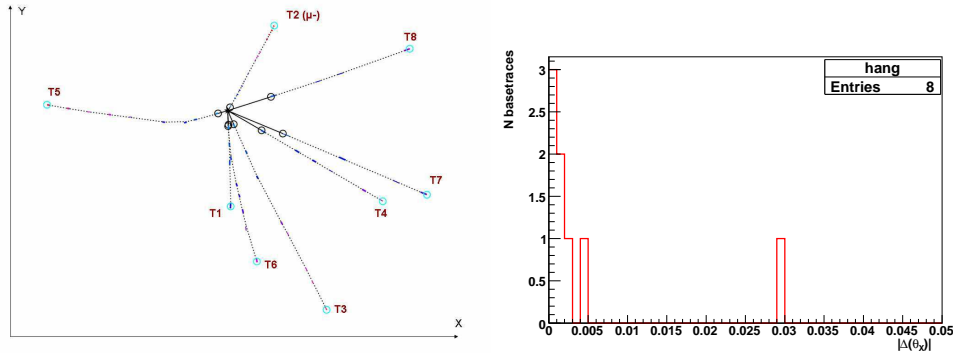 Y
T2 (μ-)
T8
T5
T7
T4
T1
T6
T3
X
N basetraces
hang
Entries 8
3
2.5
2
1.5
1
0.5
0
0 0.005 0.01 0.015 0.02 0.025 0.03 0.035 0.04 0.045 0.05
|Δ(θX)|